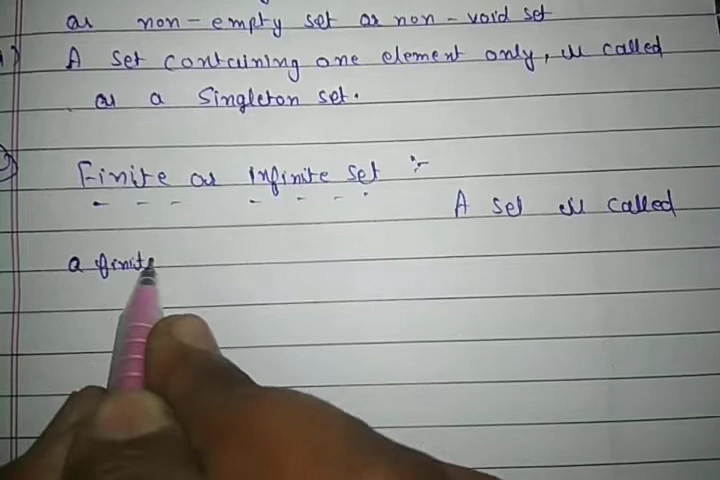 as non-empty set or non-void set
A set containing one element only, is called
as a Singleton set.
Finite or infinite set :-
A set is called
a finite